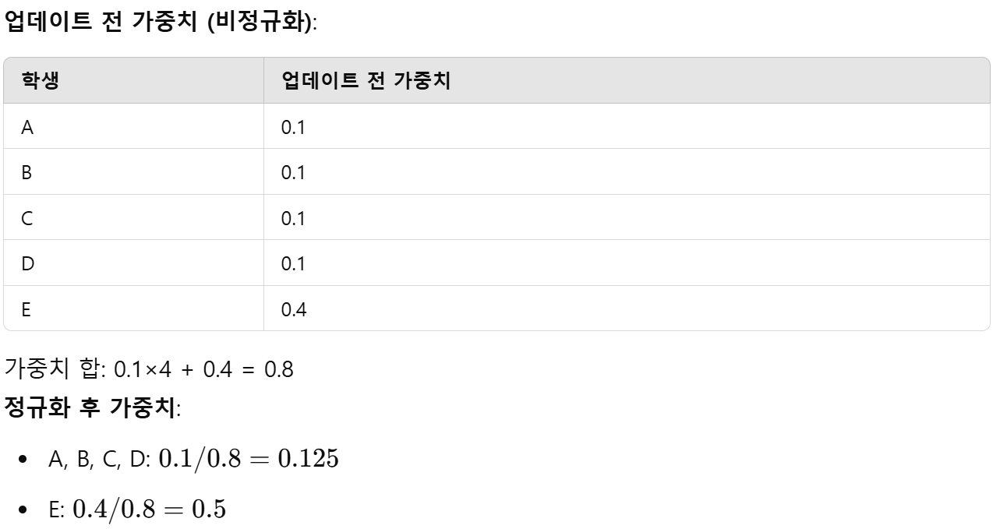 업데이트 전 가중치 (비정규화):
학생 업데이트 전 가중치
A 0.1
B 0.1
C 0.1
D 0.1
E 0.4
가중치 합: 0.1×4 + 0.4 = 0.8
정규화 후 가중치:
• A, B, C, D: 0.1/0.8 = 0.125
• E: 0.4/0.8 = 0.5